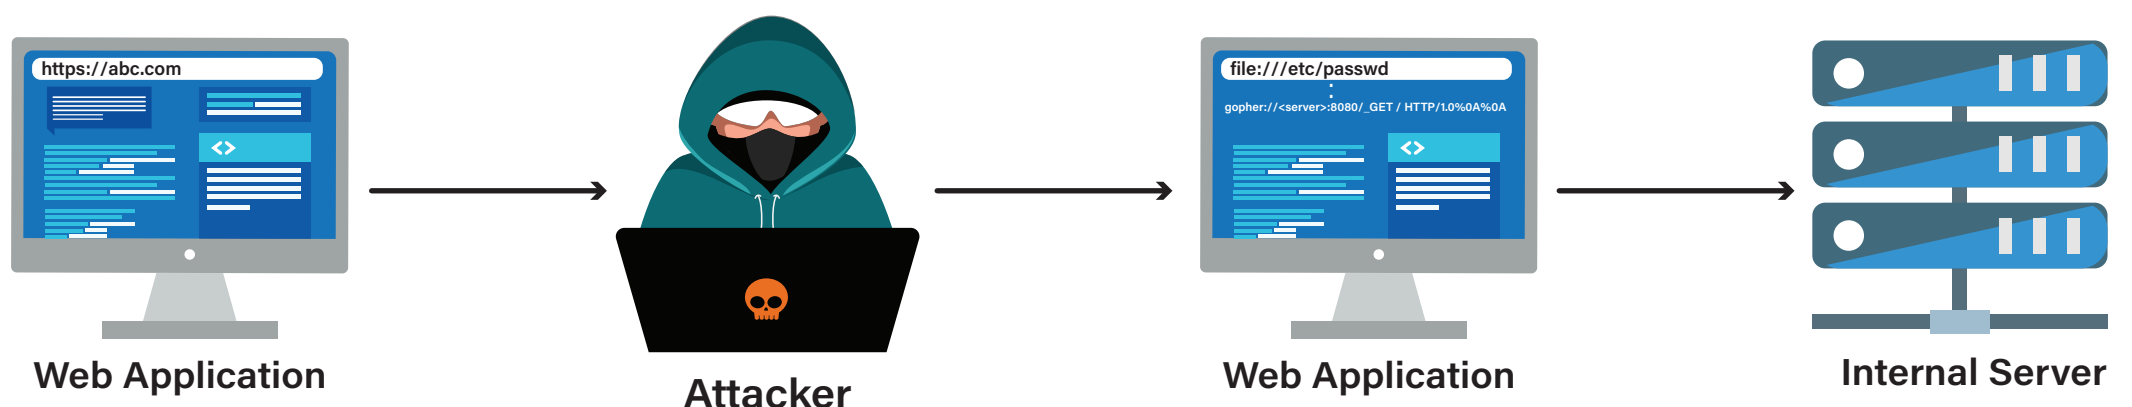 https://abc.com
<>
Web Application
Attacker
file:///etc/passwd
:
gopher://<server>:8080/_GET / HTTP/1.0%0A%0A
<>
Web Application
Internal Server